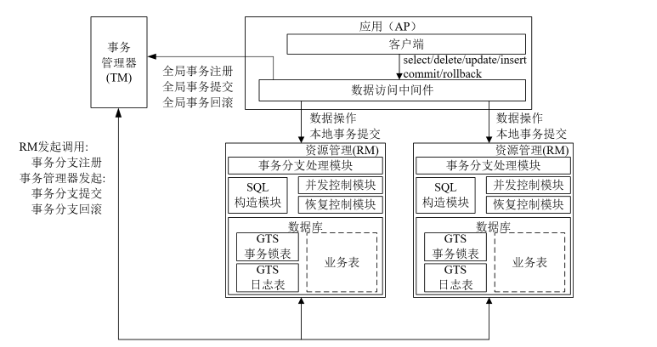 事务
管理器
(TM)
应用（AP）
客户端
select/delete/update/insert
commit/rollback
数据访问中间件
全局事务注册
全局事务提交
全局事务回滚
数据操作
本地事务提交
数据操作
本地事务提交
RM发起调用:
事务分支注册
事务管理器发起:
事务分支提交
事务分支回滚
资源管理(RM)
事务分支处理模块
SQL
构造模块
并发控制模块
恢复控制模块
数据库
GTS
事务锁表
GTS
日志表
业务表
资源管理(RM)
事务分支处理模块
SQL
构造模块
并发控制模块
恢复控制模块
数据库
GTS
事务锁表
GTS
日志表
业务表